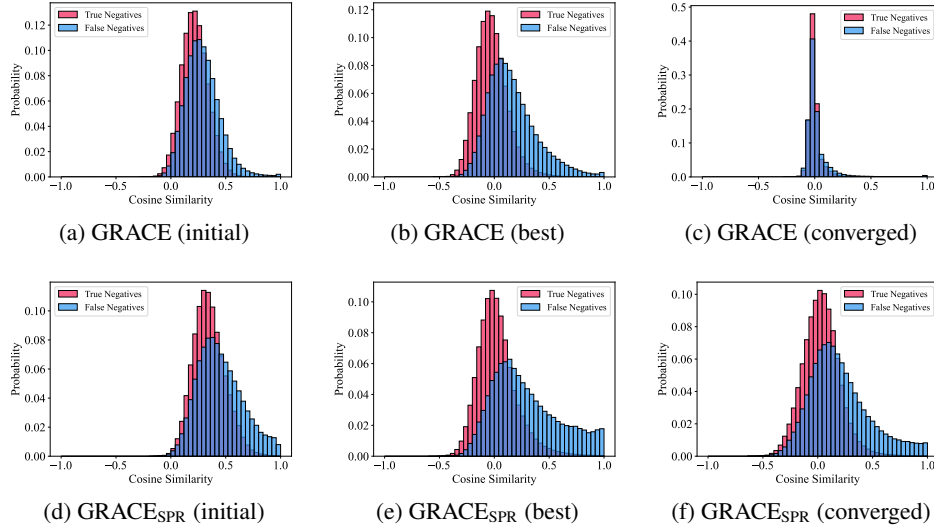 0.12
0.10
0.08
0.06
0.04
0.02
0.00
Probability
True Negatives
False Negatives
−1.0 −0.5 0.0 0.5 1.0
Cosine Similarity
(a) GRACE (initial)
0.12
0.10
0.08
0.06
0.04
0.02
0.00
Probability
True Negatives
False Negatives
−1.0 −0.5 0.0 0.5 1.0
Cosine Similarity
(b) GRACE (best)
0.5
0.4
0.3
0.2
0.1
0.0
Probability
True Negatives
False Negatives
−1.0 −0.5 0.0 0.5 1.0
Cosine Similarity
(c) GRACE (converged)
0.10
0.08
0.06
0.04
0.02
0.00
Probability
True Negatives
False Negatives
−1.0 −0.5 0.0 0.5 1.0
Cosine Similarity
(d) GRACESPR (initial)
0.10
0.08
0.06
0.04
0.02
0.00
Probability
True Negatives
False Negatives
−1.0 −0.5 0.0 0.5 1.0
Cosine Similarity
(e) GRACESPR (best)
0.10
0.08
0.06
0.04
0.02
0.00
Probability
True Negatives
False Negatives
−1.0 −0.5 0.0 0.5 1.0
Cosine Similarity
(f) GRACESPR (converged)